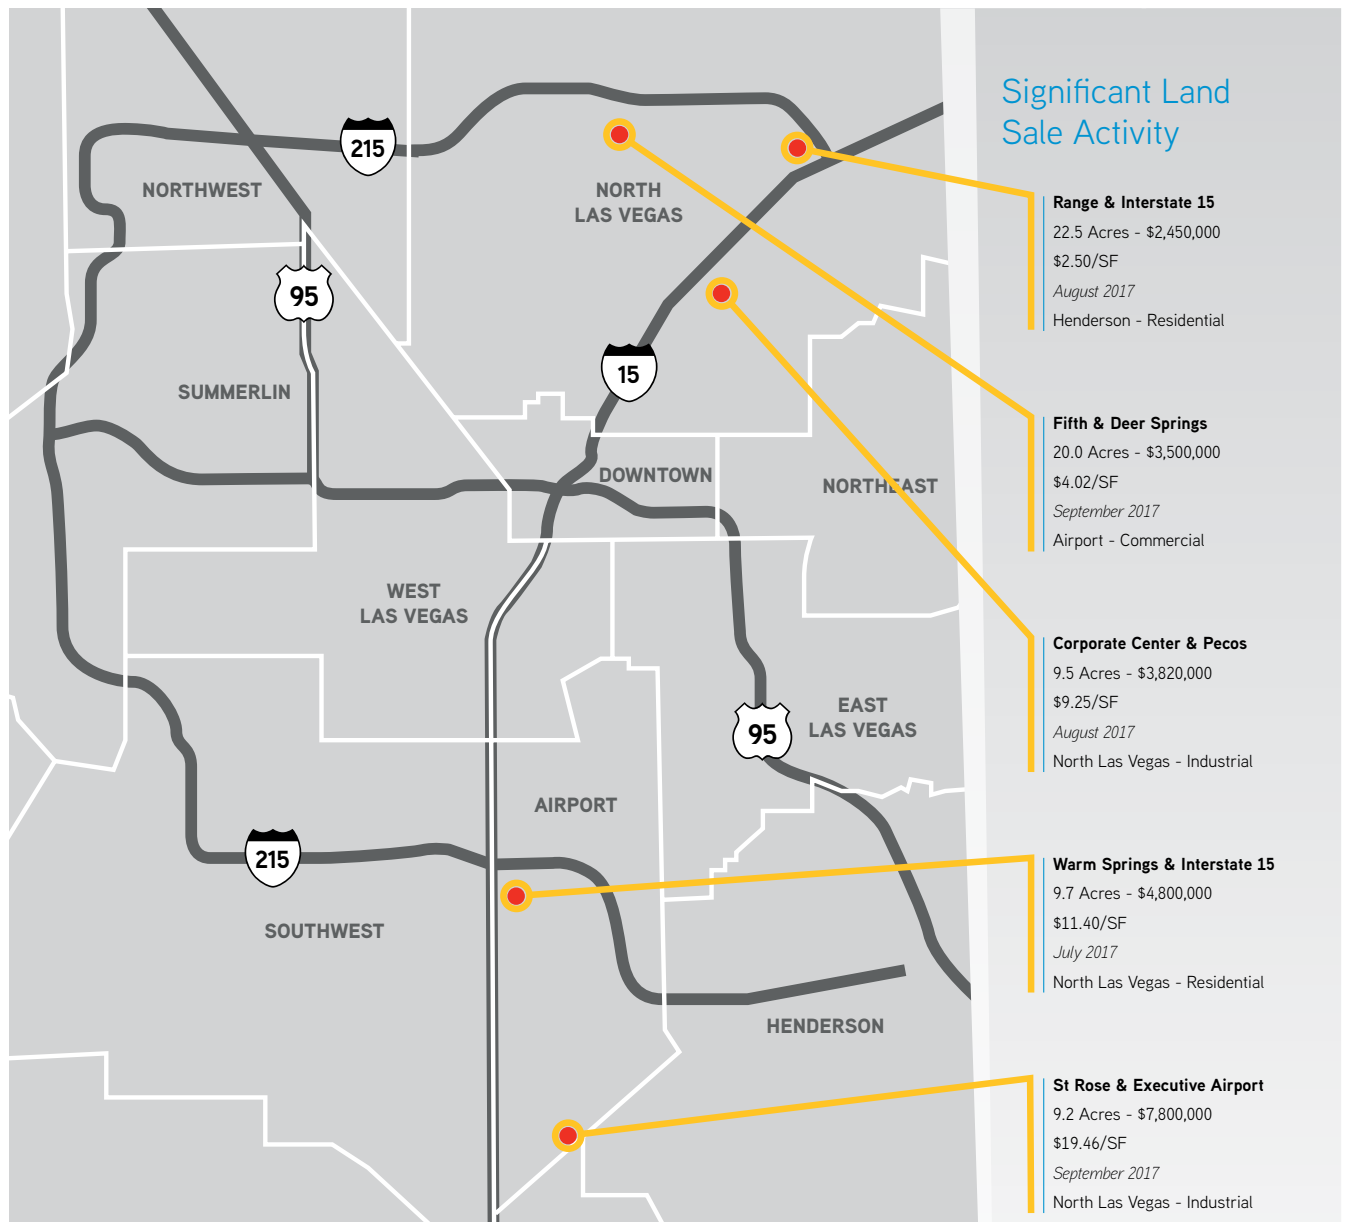 Significant Land
Sale Activity
215
NORTHWEST
NORTH
LAS VEGAS
95
15
SUMMERLIN
DOWNTOWN
NORTHEAST
WEST
LAS VEGAS
EAST
LAS VEGAS
95
AIRPORT
215
SOUTHWEST
HENDERSON
Range & Interstate 15
22.5 Acres - $2,450,000
$2.50/SF
August 2017
Henderson - Residential
Fifth & Deer Springs
20.0 Acres - $3,500,000
$4.02/SF
September 2017
Airport - Commercial
Corporate Center & Pecos
9.5 Acres - $3,820,000
$9.25/SF
August 2017
North Las Vegas - Industrial
Warm Springs & Interstate 15
9.7 Acres - $4,800,000
$11.40/SF
July 2017
North Las Vegas - Residential
St Rose & Executive Airport
9.2 Acres - $7,800,000
$19.46/SF
September 2017
North Las Vegas - Industrial